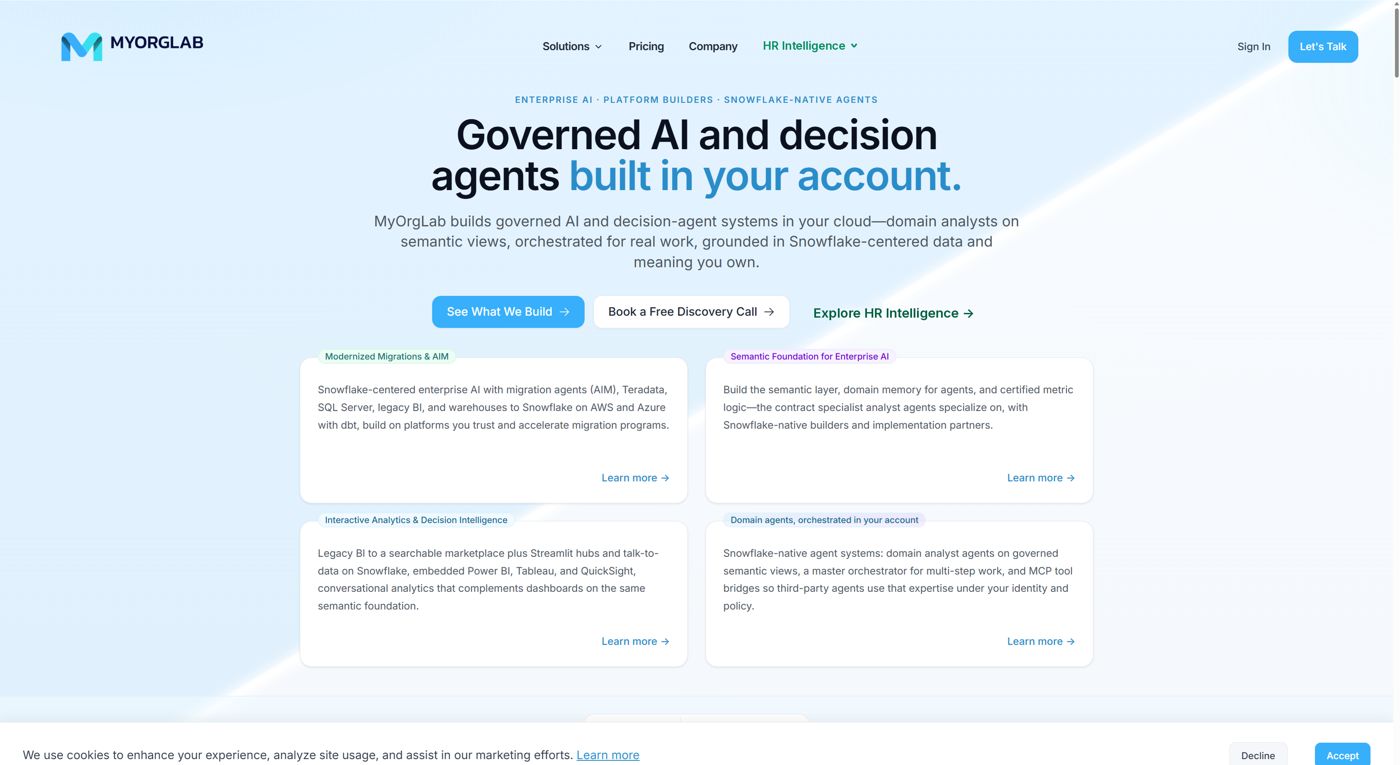 MYORGLAB
Solutions
Pricing
Company
HR Intelligence
Sign In
Let's Talk
ENTERPRISE AI · PLATFORM BUILDERS · SNOWFLAKE-NATIVE AGENTS
Governed AI and decision
agents built in your account.
MyOrgLab builds governed AI and decision-agent systems in your cloud—domain analysts on
semantic views, orchestrated for real work, grounded in Snowflake-centered data and
meaning you own.
See What We Build →
Book a Free Discovery Call →
Explore HR Intelligence →
Modernized Migrations & AIM
Snowflake-centered enterprise AI with migration agents (AIM), Teradata,
SQL Server, legacy BI, and warehouses to Snowflake on AWS and Azure
with dbt, build on platforms you trust and accelerate migration programs.
Learn more →
Semantic Foundation for Enterprise AI
Build the semantic layer, domain memory for agents, and certified metric
logic—the contract specialist analyst agents specialize on, with
Snowflake-native builders and implementation partners.
Learn more →
Interactive Analytics & Decision Intelligence
Legacy BI to a searchable marketplace plus Streamlit hubs and talk-to-
data on Snowflake, embedded Power BI, Tableau, and QuickSight,
conversational analytics that complements dashboards on the same
semantic foundation.
Learn more →
Domain agents, orchestrated in your account
Snowflake-native agent systems: domain analyst agents on governed
semantic views, a master orchestrator for multi-step work, and MCP tool
bridges so third-party agents use that expertise under your identity and
policy.
Learn more →
We use cookies to enhance your experience, analyze site usage, and assist in our marketing efforts. Learn more
Decline
Accept